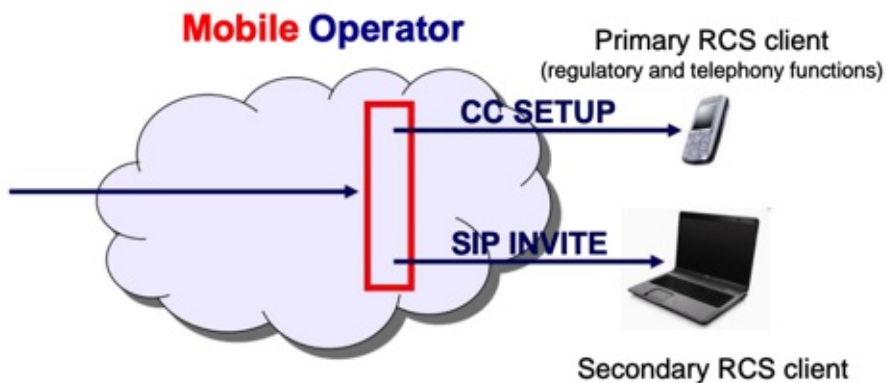 Mobile Operator
Primary RCS client
(regulatory and telephony functions)
CC SETUP
SIP INVITE
Secondary RCS client